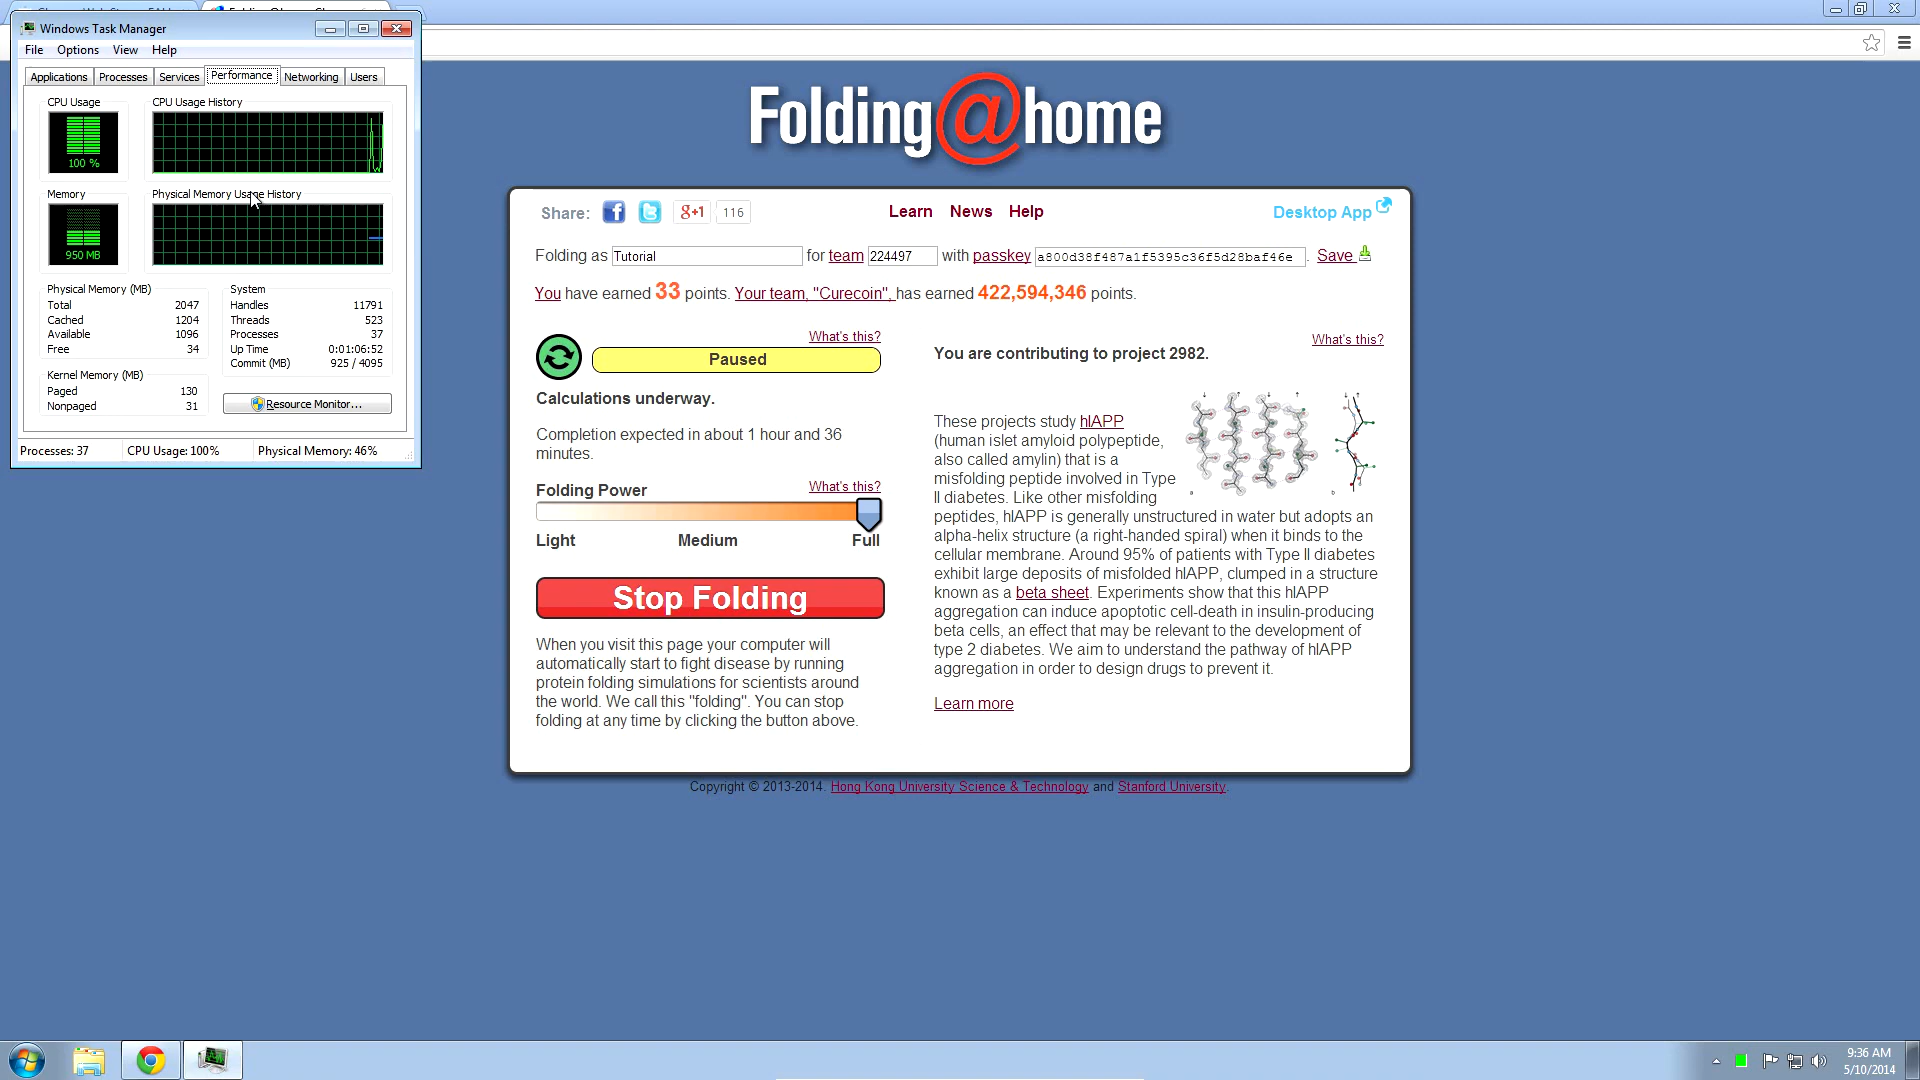 Windows Task Manager
File Options View Help
Applications Processes Services Performance Networking Users
CPU Usage CPU Usage History
100 %
Memory Physical Memory Usage History
950 MB
Physical Memory (MB)
Total 2047
Cached 1204
Available 1096
Free 34
Kernel Memory (MB)
Paged 130
Nonpaged 31
System
Handles 11791
Threads 523
Processes 37
Up Time 0:01:06:52
Commit (MB) 925 / 4095
Resource Monitor...
Processes: 37 CPU Usage: 100% Physical Memory: 46%
Folding@home
Share: f t g+1 116 Learn News Help Desktop App
Folding as Tutorial for team 224497 with passkey a800d38f487a1f5395c36f5d28baf46e . Save
You have earned 33 points. Your team, "Curecoin", has earned 422,594,346 points.
What's this?
Paused
Calculations underway.
Completion expected in about 1 hour and 36
minutes.
Folding Power What's this?
Light Medium Full
Stop Folding
When you visit this page your computer will
automatically start to fight disease by running
protein folding simulations for scientists around
the world. We call this "folding". You can stop
folding at any time by clicking the button above.
What's this?
You are contributing to project 2982.
These projects study hIAPP
(human islet amyloid polypeptide,
also called amylin) that is a
misfolding peptide involved in Type
II diabetes. Like other misfolding
peptides, hIAPP is generally unstructured in water but adopts an
alpha-helix structure (a right-handed spiral) when it binds to the
cellular membrane. Around 95% of patients with Type II diabetes
exhibit large deposits of misfolded hIAPP, clumped in a structure
known as a beta sheet. Experiments show that this hIAPP
aggregation can induce apoptotic cell-death in insulin-producing
beta cells, an effect that may be relevant to the development of
type 2 diabetes. We aim to understand the pathway of hIAPP
aggregation in order to design drugs to prevent it.
Learn more
Copyright © 2013-2014. Hong Kong University Science & Technology and Stanford University.
9:36 AM
5/10/2014